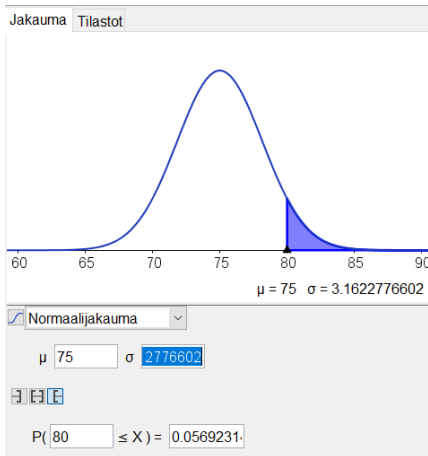 Jakauma Tilastot
60 65 70 75 80 85 90
μ = 75 σ = 3.1622776602
Normaalijakauma
μ 75 σ 2776602
P( 80 ≤ X ) = 0.0569231